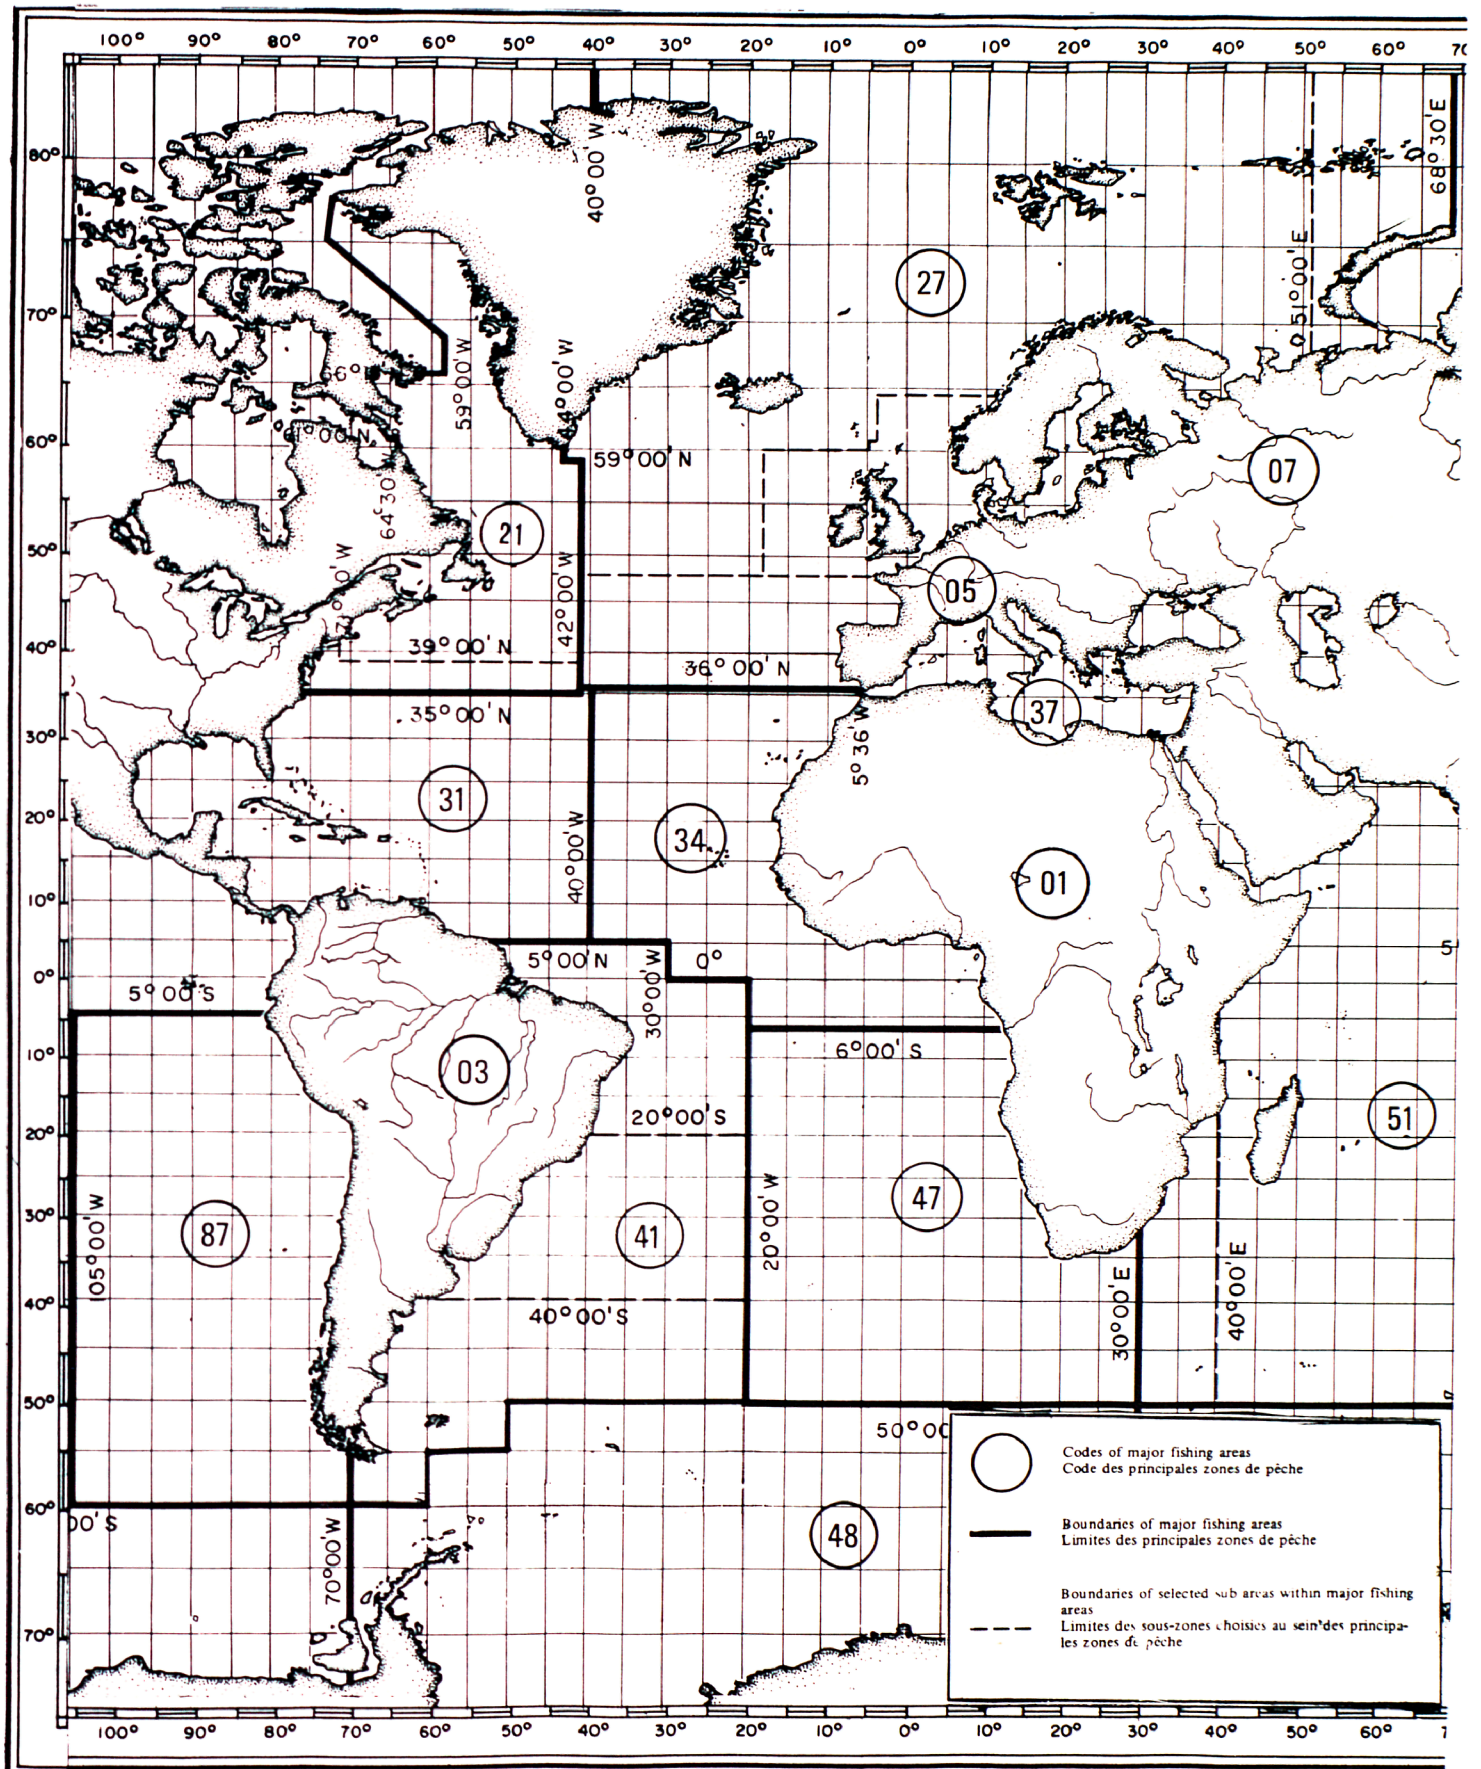 100° 90° 80° 70° 60° 50° 40° 30° 20° 10° 0° 10° 20° 30° 40° 50° 60° 70
80°
70°
60°
50°
40°
30°
20°
10°
0°
10°
20°
30°
40°
50°
60°
70°
40°00'W
68°30'E
51°00'E
27
59°00'W
44°00'W
66°
00'N
59°00'N
64°30'
07
21
42°00'W
05
39°00'N
36°00'N
35°00'N
37
5°36'W
31
34
40°00'W
01
5°00'N
30°00'W
0°
5°00'S
5
6°00'S
03
20°00'S
51
105°00'W
87
41
20°00'W
47
30°00'E
40°00'E
40°00'S
50°00
00'S
70°00'W
48
Codes of major fishing areas
Code des principales zones de pêche
Boundaries of major fishing areas
Limites des principales zones de pêche
Boundaries of selected sub areas within major fishing
areas
Limites des sous-zones choisies au sein des principa-
les zones de pêche
100° 90° 80° 70° 60° 50° 40° 30° 20° 10° 0° 10° 20° 30° 40° 50° 60° 7